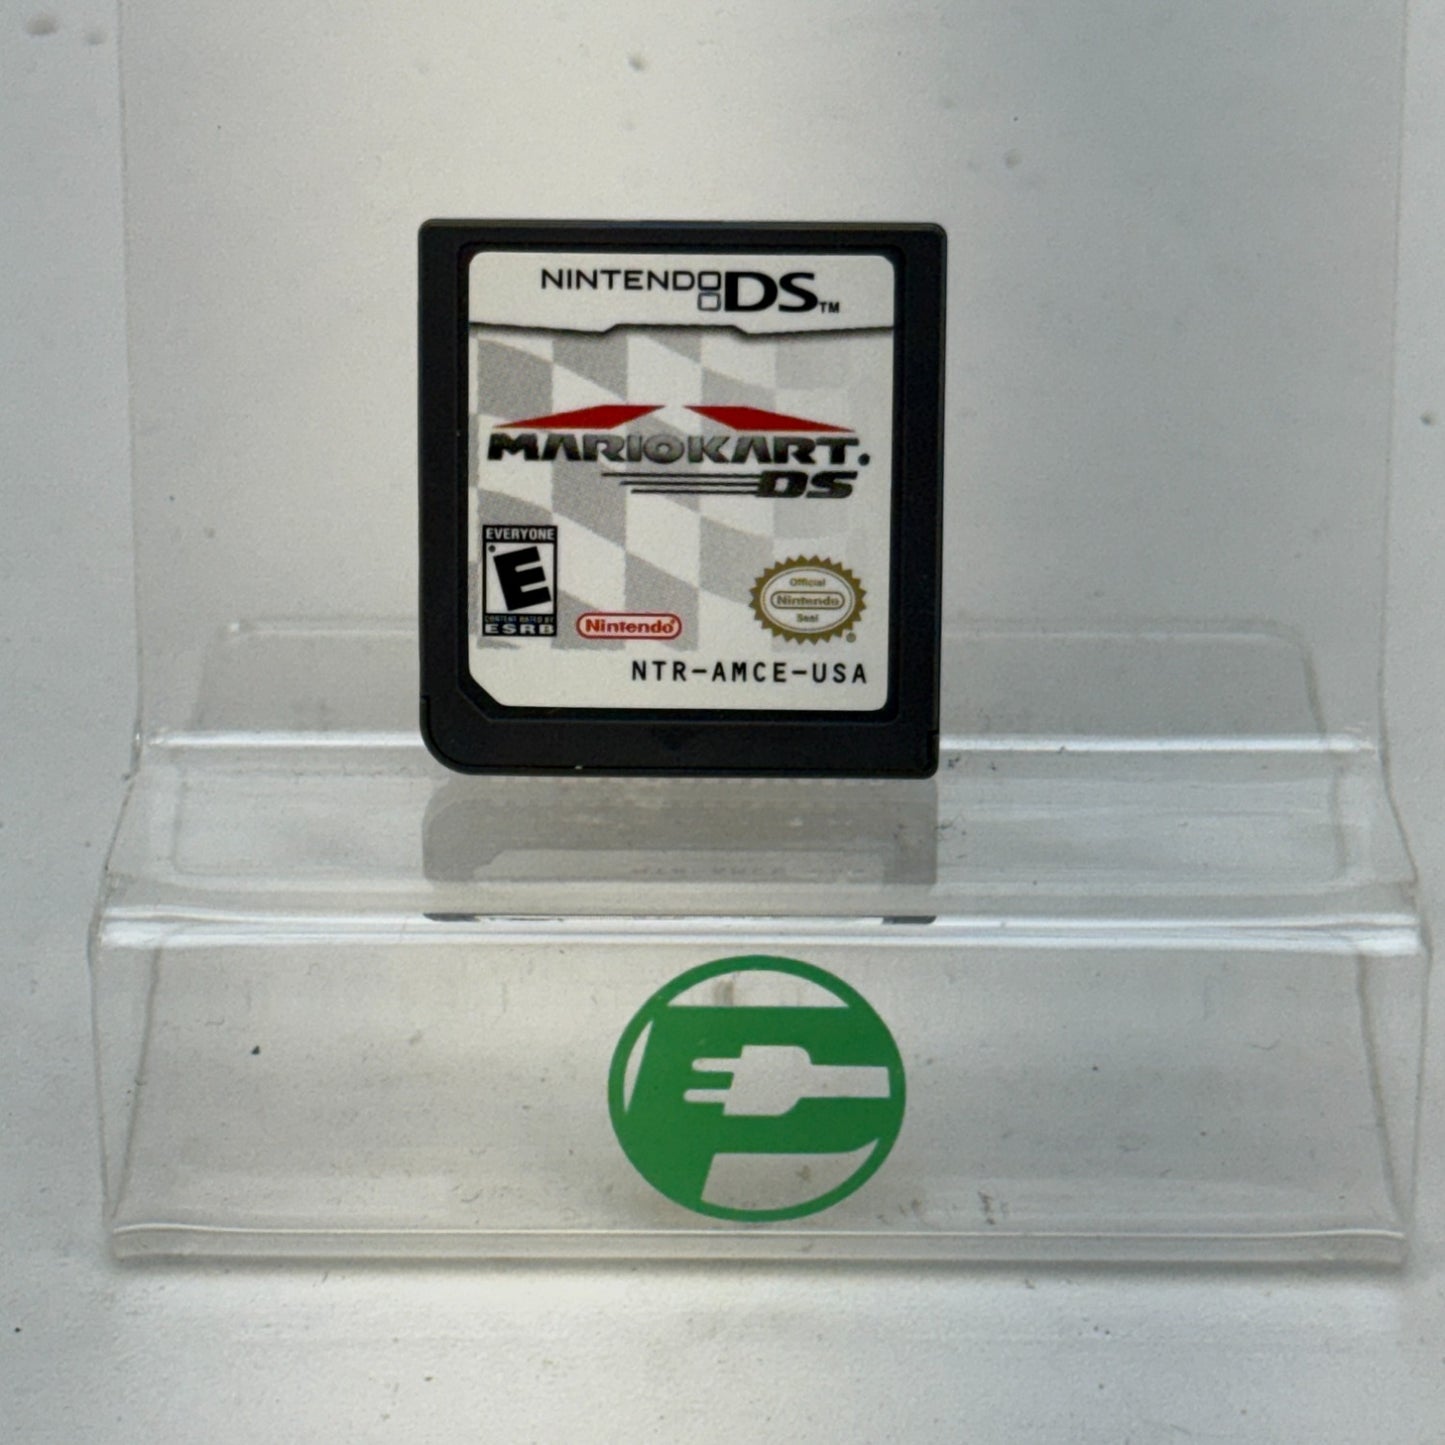 NINTENDO DS™
MARIOKART®
DS
EVERYONE
E
CONTENT RATED BY
ESRB
Nintendo®
Official
Nintendo
Seal
NTR-AMCE-USA